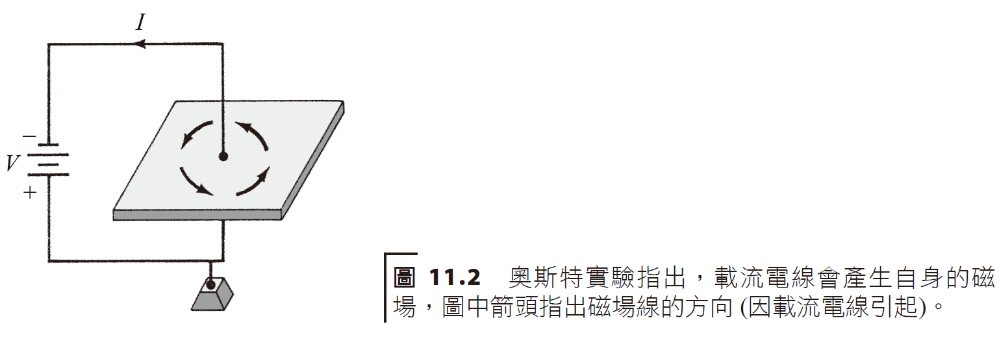 I
−
V
+
圖 11.2 奧斯特實驗指出，載流電線會產生自身的磁
場，圖中箭頭指出磁場線的方向 (因載流電線引起)。